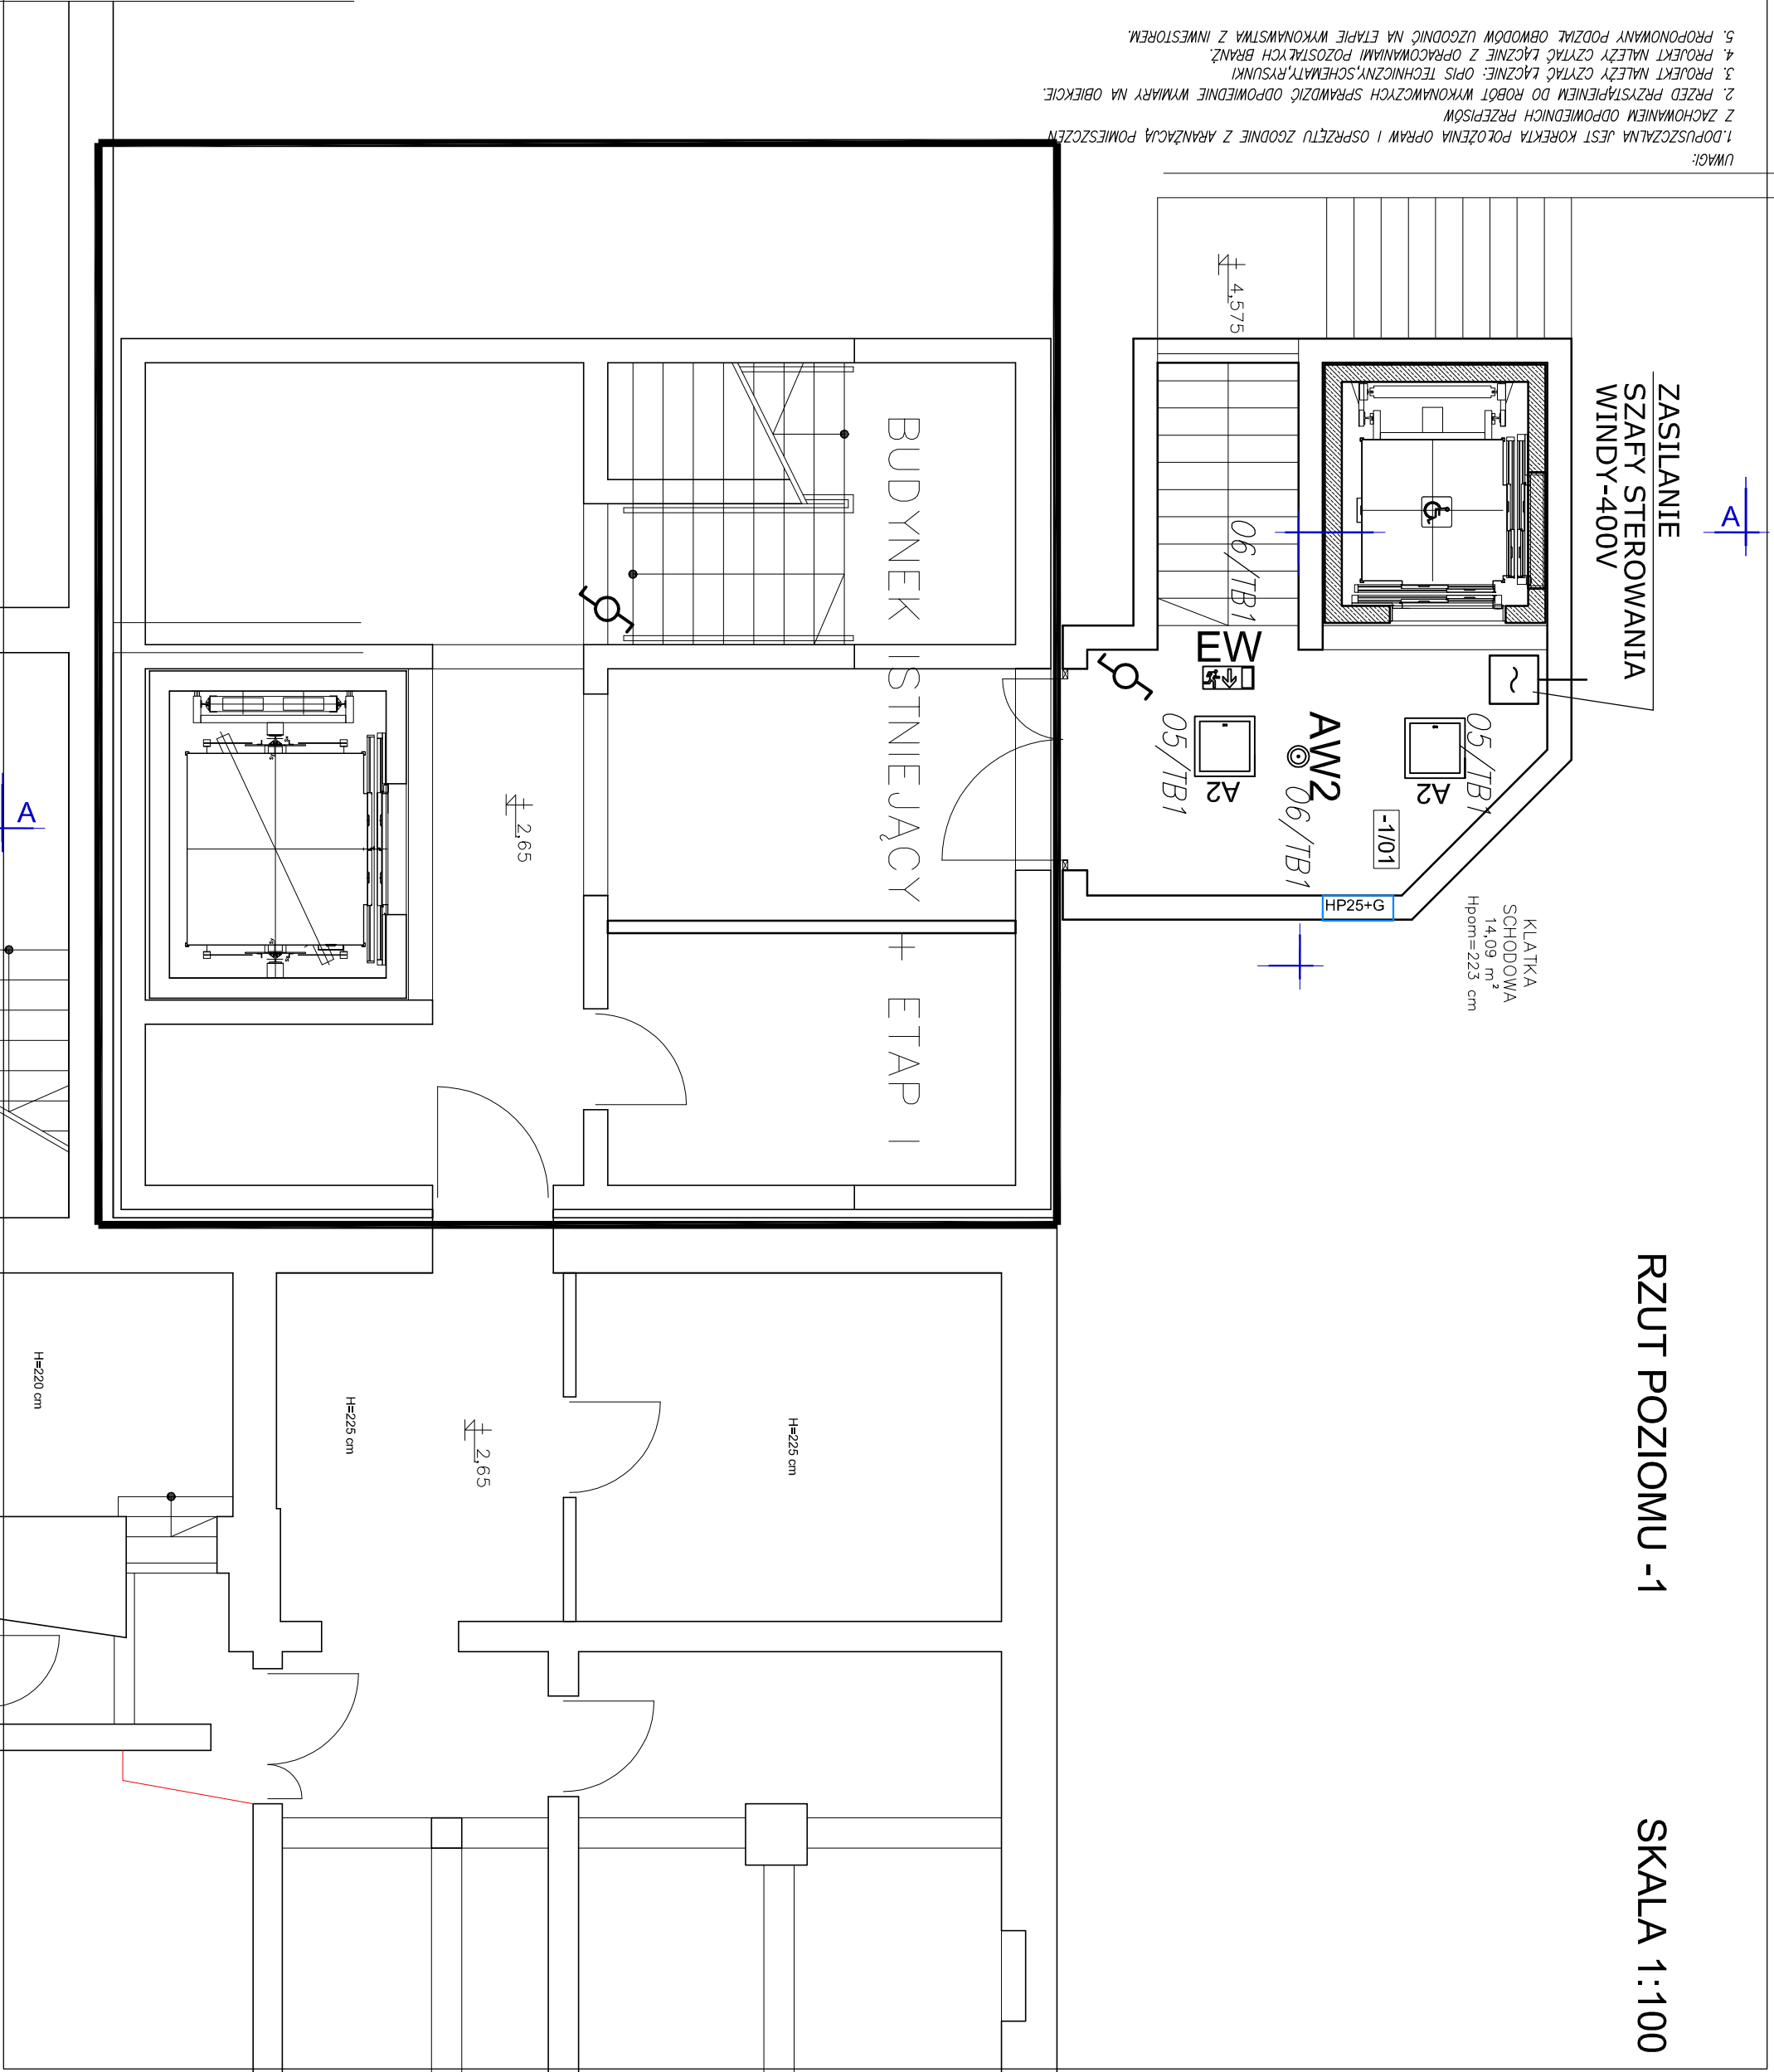 UWAGI:
1.DOPUSZCZALNA JEST KOREKTA POŁOŻENIA OPRAW I OSPRZĘTU ZGODNIE Z ARANŻACJĄ POMIESZCZEŃ
Z ZACHOWANIEM ODPOWIEDNICH PRZEPISÓW
2. PRZED PRZYSTĄPIENIEM DO ROBÓT WYKONAWCZYCH SPRAWDZIĆ ODPOWIEDNIE WYMIARY NA OBIEKCIE.
3. PROJEKT NALEŻY CZYTAĆ ŁĄCZNIE: OPIS TECHNICZNY,SCHEMATY,RYSUNKI
4. PROJEKT NALEŻY CZYTAĆ ŁĄCZNIE Z OPRACOWANIAMI POZOSTAŁYCH BRANŻ.
5. PROPONOWANY PODZIAŁ OBWODÓW UZGODNIĆ NA ETAPIE WYKONAWSTWA Z INWESTOREM.
ZASILANIE
SZAFY STEROWANIA
WINDY-400V
A
4,575
06/TB1
EW
05/TB1
A2
AW2
06/TB1
05/TB1
A2
-1/01
HP25+G
KLATKA
SCHODOWA
14,09 m²
Hpom=223 cm
BUDYNEK ISTNIEJĄCY + ETAP I
2,65
A
RZUT POZIOMU -1
SKALA 1:100
H=225 cm
2,65
H=225 cm
H=220 cm